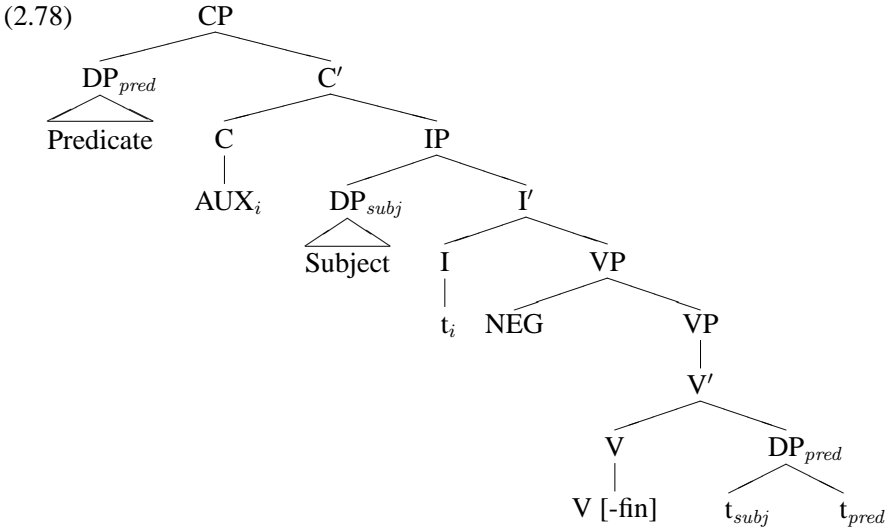 (2.78) CP
DP_pred C′
Predicate C IP
AUX_i DP_subj I′
Subject I VP
t_i NEG VP
V′
V DP_pred
V [-fin] t_subj t_pred